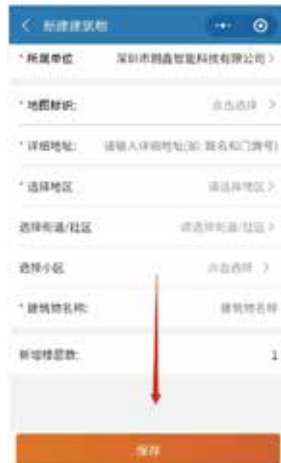 新建建筑物
*所属单位 深圳市朗鑫智能科技有限公司 >
*地图标识: 点击选择 >
*详细地址: 请输入详细地址(如:路名和门牌号)
*选择地区 请选择地区 >
选择街道/社区 请选择街道/社区 >
选择小区 点击选择 >
*建筑物名称: 建筑物名称
新增楼层数: 1
保存